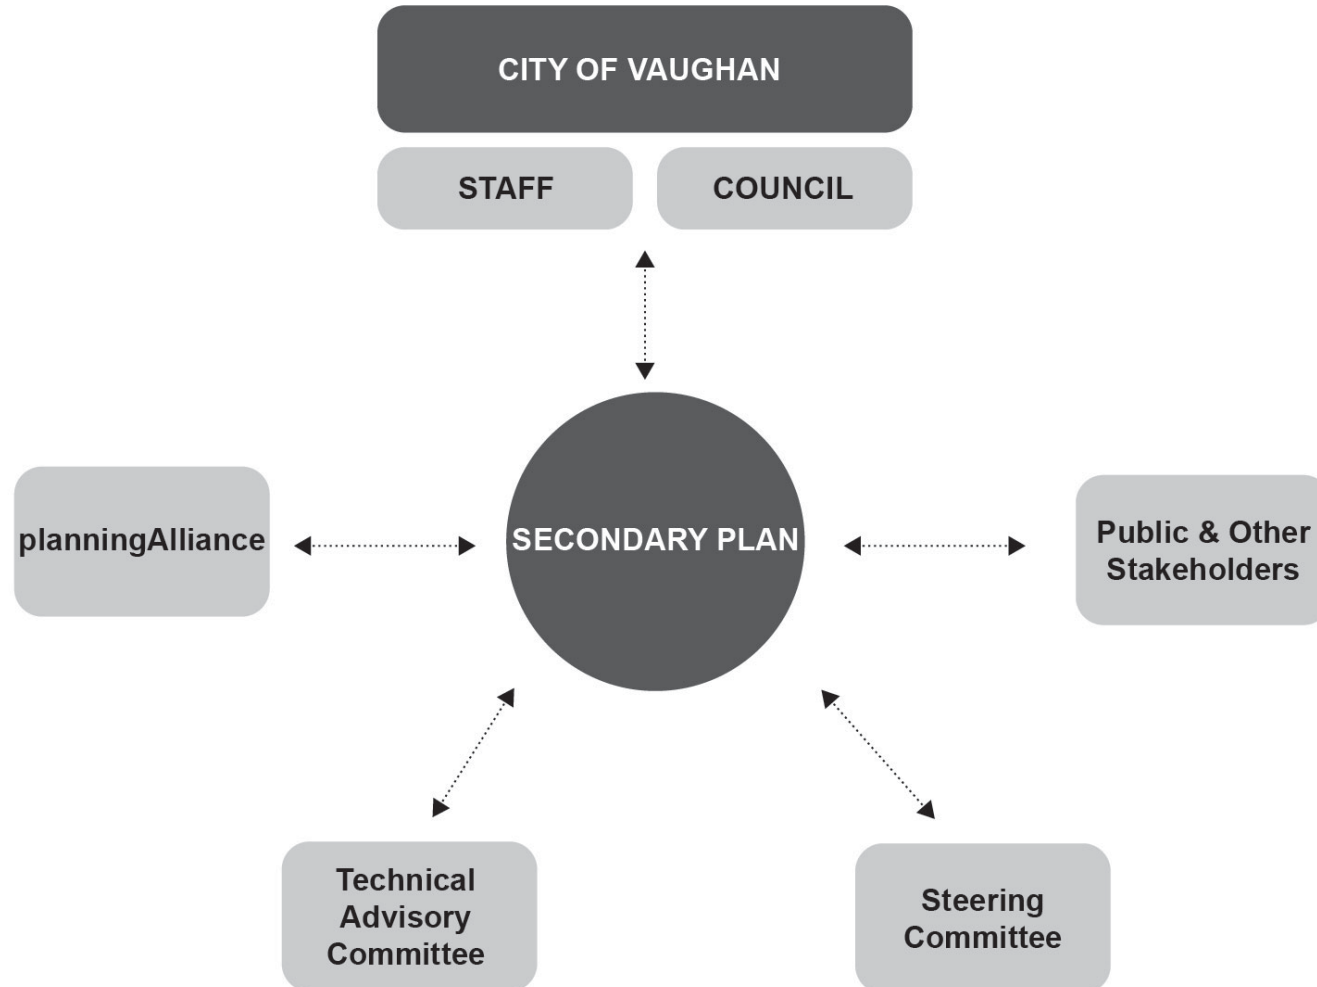 CITY OF VAUGHAN
STAFF
COUNCIL
planningAlliance
SECONDARY PLAN
Public & Other
Stakeholders
Technical
Advisory
Committee
Steering
Committee